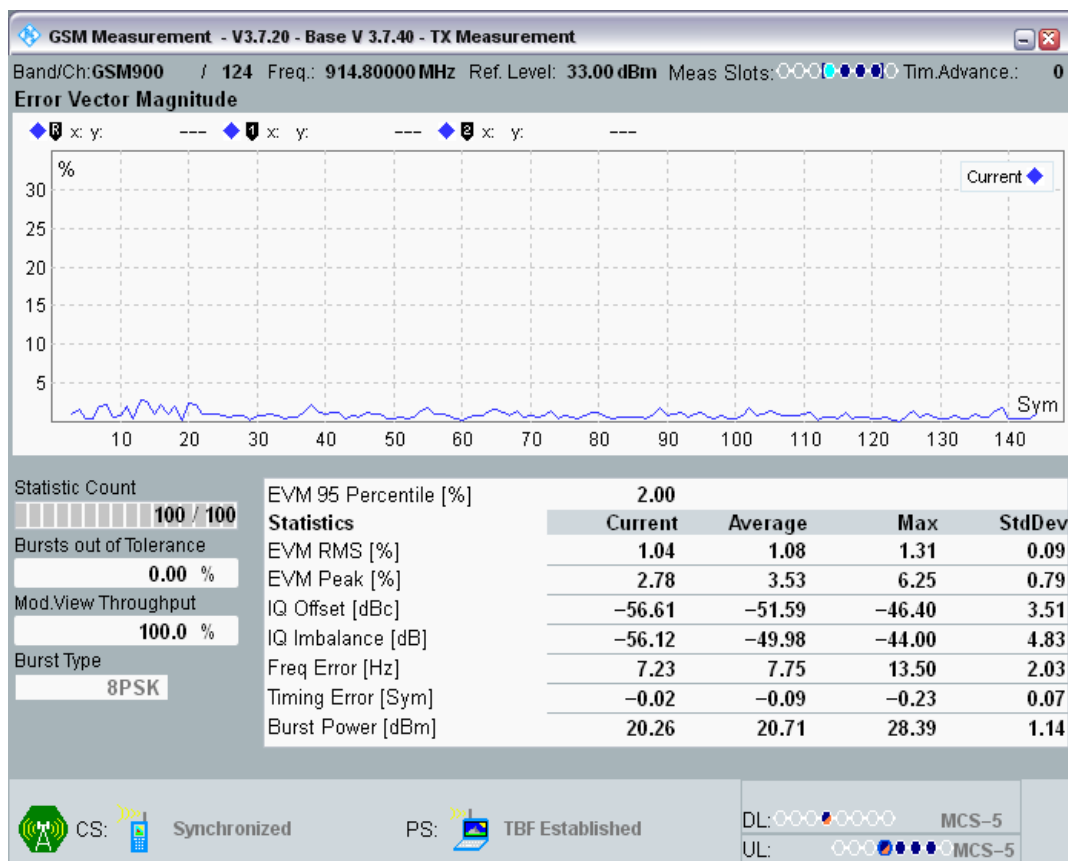 GSM Measurement - V3.7.20 - Base V 3.7.40 - TX Measurement
Band/Ch:GSM900 / 124 Freq.: 914.80000 MHz Ref. Level: 33.00 dBm Meas Slots: Tim.Advance.: 0
Error Vector Magnitude
R x: y: --- 1 x: y: --- 2 x: y: ---
%
Current
30
25
20
15
10
5
Sym
10 20 30 40 50 60 70 80 90 100 110 120 130 140
Statistic Count
100 / 100
Bursts out of Tolerance
0.00 %
Mod.View Throughput
100.0 %
Burst Type
8PSK
EVM 95 Percentile [%] 2.00
Statistics Current Average Max StdDev
EVM RMS [%] 1.04 1.08 1.31 0.09
EVM Peak [%] 2.78 3.53 6.25 0.79
IQ Offset [dBc] −56.61 −51.59 −46.40 3.51
IQ Imbalance [dB] −56.12 −49.98 −44.00 4.83
Freq Error [Hz] 7.23 7.75 13.50 2.03
Timing Error [Sym] −0.02 −0.09 −0.23 0.07
Burst Power [dBm] 20.26 20.71 28.39 1.14
CS: Synchronized PS: TBF Established
DL: MCS−5
UL: MCS−5